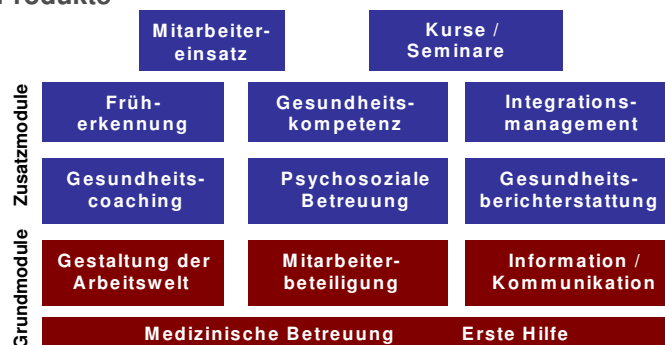 Produkte
Mitarbeiter-
einsatz
Kurse /
Seminare
Zusatzmodule
Früh-
erkennung
Gesundheits-
kompetenz
Integrations-
management
Gesundheits-
coaching
Psychosoziale
Betreuung
Gesundheits-
berichterstattung
Grundmodule
Gestaltung der
Arbeitswelt
Mitarbeiter-
beteiligung
Information /
Kommunikation
Medizinische Betreuung Erste Hilfe